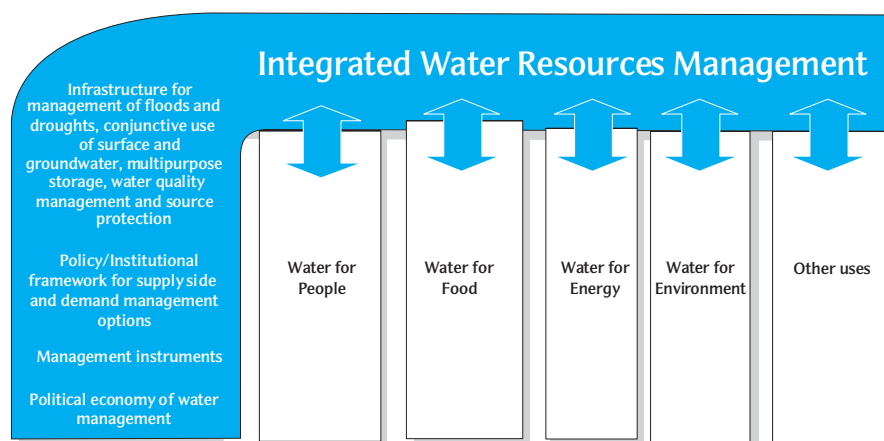 Integrated Water Resources Management
Infrastructure for
management of floods and
droughts, conjunctive use
of surface and
groundwater, multipurpose
storage, water quality
management and source
protection
Policy/Institutional
framework for supply side
and demand management
options
Management instruments
Political economy of water
management
Water for
People
Water for
Food
Water for
Energy
Water for
Environment
Other uses